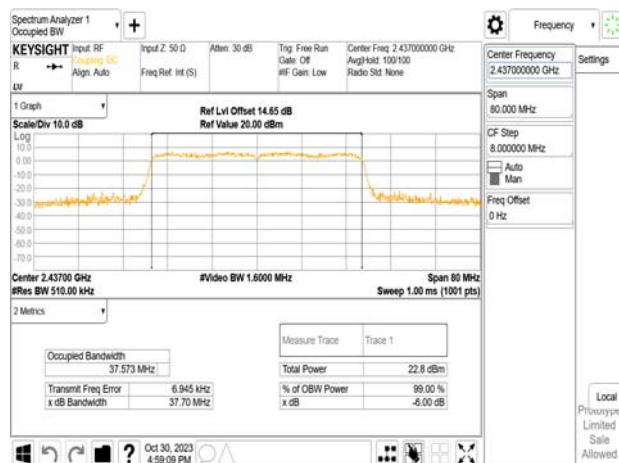 Spectrum Analyzer 1
Occupied BW
Frequency
KEYSIGHT
Input: RF
Coupling: DC
Align: Auto
Input Z: 50 Ω
Freq Ref: Int (S)
Atten: 30 dB
Trig: Free Run
Gate: Off
#IF Gain: Low
Center Freq: 2.437000000 GHz
Avg|Hold: 100/100
Radio Std: None
R
LV
Center Frequency
2.437000000 GHz
Settings
Span
80.000 MHz
CF Step
8.000000 MHz
Auto
Man
Freq Offset
0 Hz
1 Graph
Scale/Div 10.0 dB
Ref Lvl Offset 14.65 dB
Ref Value 20.00 dBm
Log
10.0
0.00
-10.0
-20.0
-30.0
-40.0
-50.0
-60.0
-70.0
Center 2.43700 GHz
#Video BW 1.6000 MHz
Span 80 MHz
#Res BW 510.00 kHz
Sweep 1.00 ms (1001 pts)
2 Metrics
Measure Trace Trace 1
Occupied Bandwidth
37.573 MHz
Total Power 22.8 dBm
Transmit Freq Error 6.945 kHz
% of OBW Power 99.00 %
x dB Bandwidth 37.70 MHz
x dB -6.00 dB
Local
Prototype
Limited
Sale
Allowed
?
Oct 30, 2023
4:59:09 PM